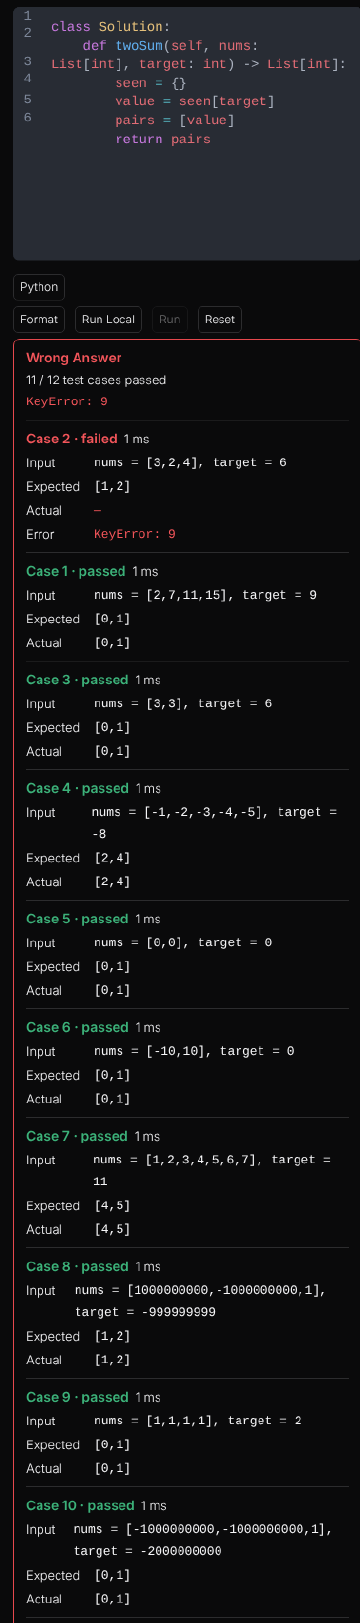 1
class Solution:
2
def twoSum(self, nums:
List[int], target: int) -> List[int]:
3
seen = {}
4
value = seen[target]
5
pairs = [value]
6
return pairs
Python
Format Run Local Run Reset
Wrong Answer
11 / 12 test cases passed
KeyError: 9
Case 2 · failed 1 ms
Input nums = [3,2,4], target = 6
Expected [1,2]
Actual —
Error KeyError: 9
Case 1 · passed 1 ms
Input nums = [2,7,11,15], target = 9
Expected [0,1]
Actual [0,1]
Case 3 · passed 1 ms
Input nums = [3,3], target = 6
Expected [0,1]
Actual [0,1]
Case 4 · passed 1 ms
Input nums = [-1,-2,-3,-4,-5], target =
-8
Expected [2,4]
Actual [2,4]
Case 5 · passed 1 ms
Input nums = [0,0], target = 0
Expected [0,1]
Actual [0,1]
Case 6 · passed 1 ms
Input nums = [-10,10], target = 0
Expected [0,1]
Actual [0,1]
Case 7 · passed 1 ms
Input nums = [1,2,3,4,5,6,7], target =
11
Expected [4,5]
Actual [4,5]
Case 8 · passed 1 ms
Input nums = [1000000000,-1000000000,1],
target = -999999999
Expected [1,2]
Actual [1,2]
Case 9 · passed 1 ms
Input nums = [1,1,1,1], target = 2
Expected [0,1]
Actual [0,1]
Case 10 · passed 1 ms
Input nums = [-1000000000,-1000000000,1],
target = -2000000000
Expected [0,1]
Actual [0,1]